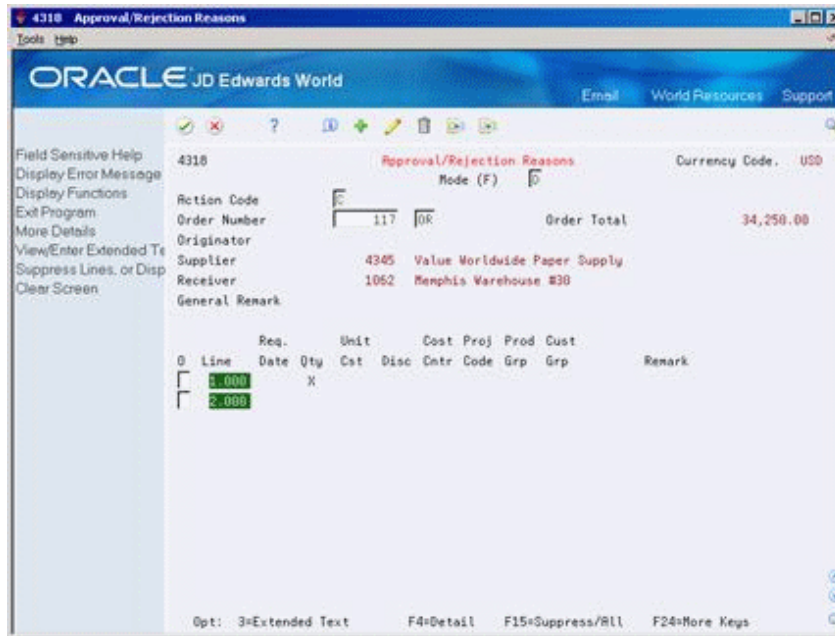 4318 Approval/Rejection Reasons
Tools Help
ORACLE JD Edwards World
Email World Resources Support
Field Sensitive Help
Display Error Message
Display Functions
Exit Program
More Details
View/Enter Extended Te
Suppress Lines, or Disp
Clear Screen
4318 Approval/Rejection Reasons Currency Code. USD
Mode (F) D
Action Code C
Order Number 117 OR Order Total 34,250.00
Originator
Supplier 4345 Value Worldwide Paper Supply
Receiver 1062 Memphis Warehouse #30
General Remark
Req. Unit Cost Proj Prod Cust
O Line Date Qty Cst Disc Cntr Code Grp Grp Remark
1.000 X
2.000
Opt: 3=Extended Text F4=Detail F15=Suppress/All F24=More Keys